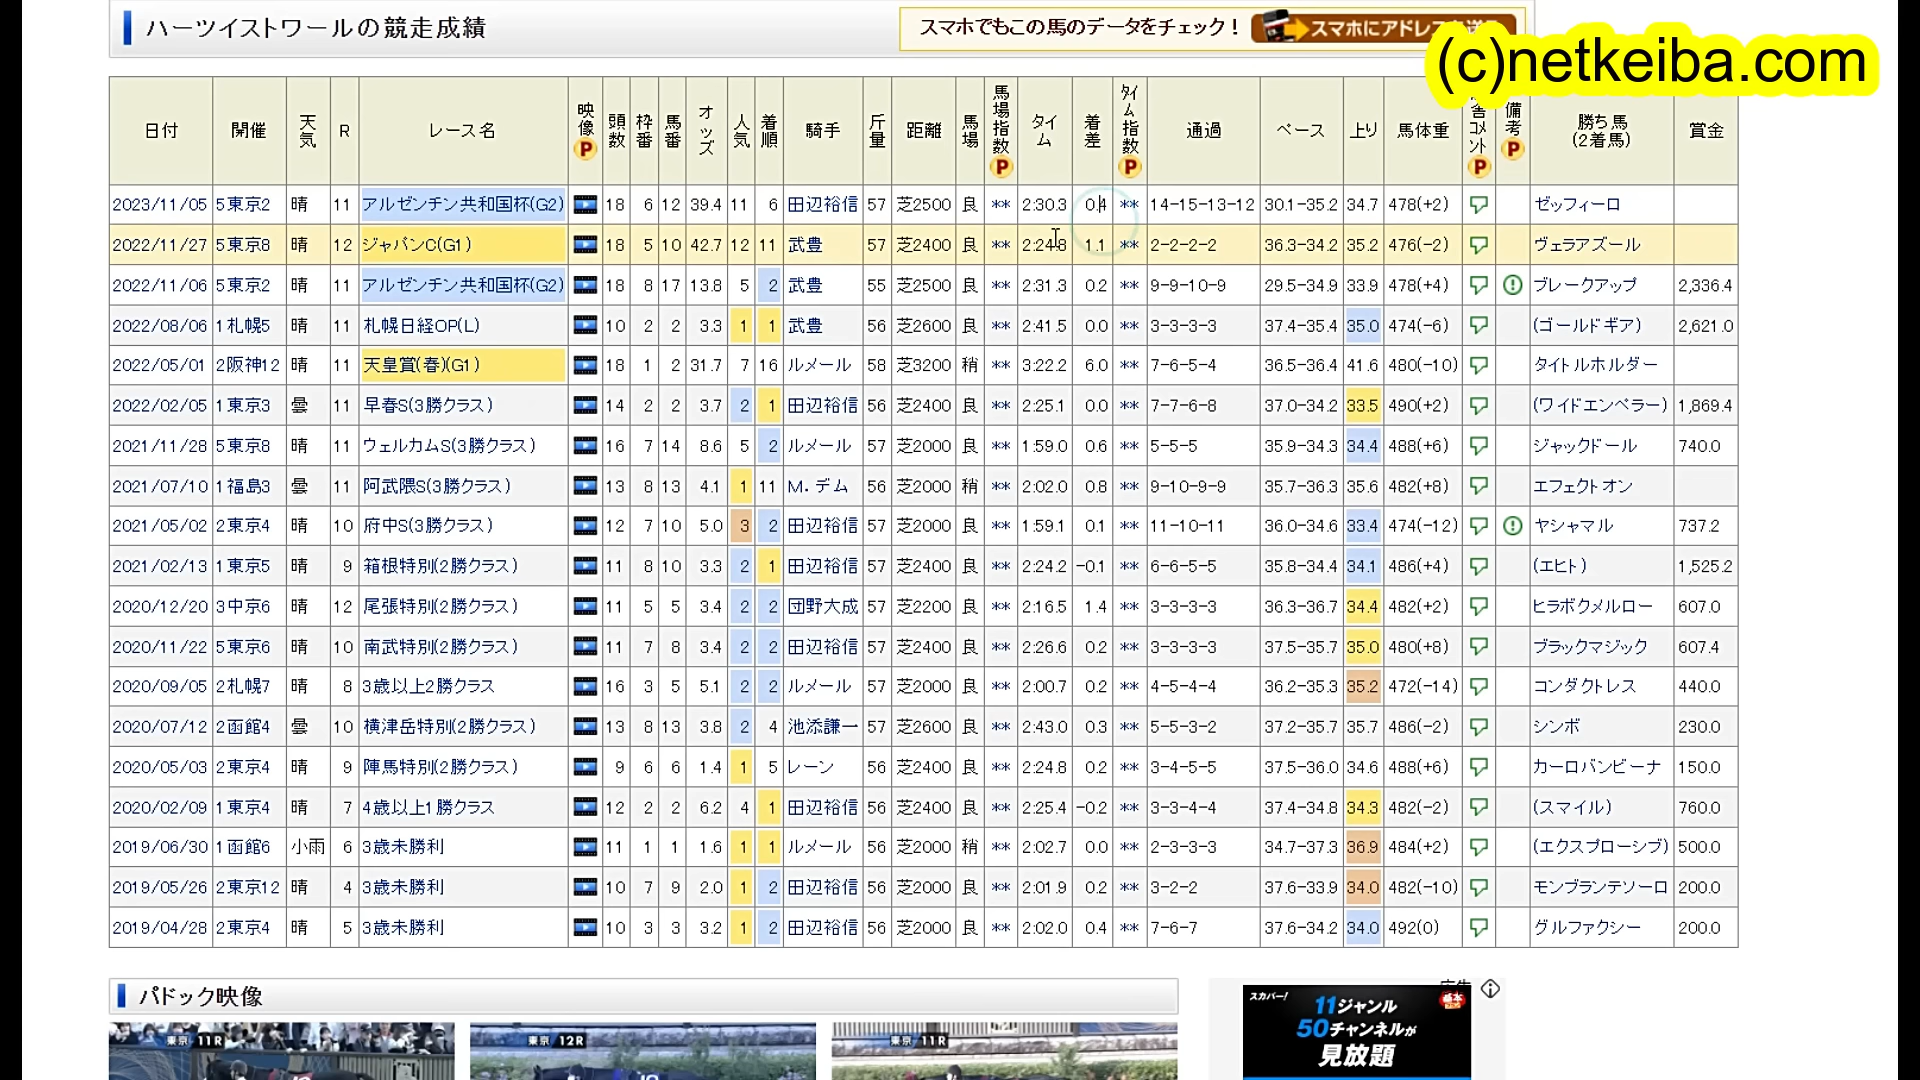 ハーツイストワールの競走成績
スマホでもこの馬のデータをチェック！
スマホにアドレスを
(c)netkeiba.com
日付 開催 天気 R レース名 映像 P 頭数 枠番 馬番 オッズ 人気 着順 騎手 斤量 距離 馬場 馬場指数 P タイム 着差 タイム指数 P 通過 ペース 上り 馬体重 コメント P 備考 P 勝ち馬(2着馬) 賞金
2023/11/05 5東京2 晴 11 アルゼンチン共和国杯(G2) 18 6 12 39.4 11 6 田辺裕信 57 芝2500 良 ** 2:30.3 0.4 ** 14-15-13-12 30.1-35.2 34.7 478(+2) ゼッフィーロ
2022/11/27 5東京8 晴 12 ジャパンC(G1) 18 5 10 42.7 12 11 武豊 57 芝2400 良 ** 2:24.8 1.1 ** 2-2-2-2 36.3-34.2 35.2 476(-2) ヴェラアズール
2022/11/06 5東京2 晴 11 アルゼンチン共和国杯(G2) 18 8 17 13.8 5 2 武豊 55 芝2500 良 ** 2:31.3 0.2 ** 9-9-10-9 29.5-34.9 33.9 478(+4) ブレークアップ 2,336.4
2022/08/06 1札幌5 晴 11 札幌日経OP(L) 10 2 2 3.3 1 1 武豊 56 芝2600 良 ** 2:41.5 0.0 ** 3-3-3-3 37.4-35.4 35.0 474(-6) (ゴールドギア) 2,621.0
2022/05/01 2阪神12 晴 11 天皇賞(春)(G1) 18 1 2 31.7 7 16 ルメール 58 芝3200 稍 ** 3:22.2 6.0 ** 7-6-5-4 36.5-36.4 41.6 480(-10) タイトルホルダー
2022/02/05 1東京3 曇 11 早春S(3勝クラス) 14 2 2 3.7 2 1 田辺裕信 56 芝2400 良 ** 2:25.1 0.0 ** 7-7-6-8 37.0-34.2 33.5 490(+2) (ワイドエンペラー) 1,869.4
2021/11/28 5東京8 晴 11 ウェルカムS(3勝クラス) 16 7 14 8.6 5 2 ルメール 57 芝2000 良 ** 1:59.0 0.6 ** 5-5-5 35.9-34.3 34.4 488(+6) ジャックドール 740.0
2021/07/10 1福島3 曇 11 阿武隈S(3勝クラス) 13 8 13 4.1 1 11 M.デム 56 芝2000 稍 ** 2:02.0 0.8 ** 9-10-9-9 35.7-36.3 35.6 482(+8) エフェクトオン
2021/05/02 2東京4 晴 10 府中S(3勝クラス) 12 7 10 5.0 3 2 田辺裕信 57 芝2000 良 ** 1:59.1 0.1 ** 11-10-11 36.0-34.6 33.4 474(-12) ヤシャマル 737.2
2021/02/13 1東京5 晴 9 箱根特別(2勝クラス) 11 8 10 3.3 2 1 田辺裕信 57 芝2400 良 ** 2:24.2 -0.1 ** 6-6-5-5 35.8-34.4 34.1 486(+4) (エヒト) 1,525.2
2020/12/20 3中京6 晴 12 尾張特別(2勝クラス) 11 5 5 3.4 2 2 団野大成 57 芝2200 良 ** 2:16.5 1.4 ** 3-3-3-3 36.3-36.7 34.4 482(+2) ヒラボクメルロー 607.0
2020/11/22 5東京6 晴 10 南武特別(2勝クラス) 11 7 8 3.4 2 2 田辺裕信 57 芝2400 良 ** 2:26.6 0.2 ** 3-3-3-3 37.5-35.7 35.0 480(+8) ブラックマジック 607.4
2020/09/05 2札幌7 晴 8 3歳以上2勝クラス 16 3 5 5.1 2 2 ルメール 57 芝2000 良 ** 2:00.7 0.2 ** 4-5-4-4 36.2-35.3 35.2 472(-14) コンダクトレス 440.0
2020/07/12 2函館4 曇 10 横津岳特別(2勝クラス) 13 8 13 3.8 2 4 池添謙一 57 芝2600 良 ** 2:43.0 0.3 ** 5-5-3-2 37.2-35.7 35.7 486(-2) シンボ 230.0
2020/05/03 2東京4 晴 9 陣馬特別(2勝クラス) 9 6 6 1.4 1 5 レーン 56 芝2400 良 ** 2:24.8 0.2 ** 3-4-5-5 37.5-36.0 34.6 488(+6) カーロバンビーナ 150.0
2020/02/09 1東京4 晴 7 4歳以上1勝クラス 12 2 2 6.2 4 1 田辺裕信 56 芝2400 良 ** 2:25.4 -0.2 ** 3-3-4-4 37.4-34.8 34.3 482(-2) (スマイル) 760.0
2019/06/30 1函館6 小雨 6 3歳未勝利 11 1 1 1.6 1 1 ルメール 56 芝2000 稍 ** 2:02.7 0.0 ** 2-3-3-3 34.7-37.3 36.9 484(+2) (エクスプローシブ) 500.0
2019/05/26 2東京12 晴 4 3歳未勝利 10 7 9 2.0 1 2 田辺裕信 56 芝2000 良 ** 2:01.9 0.2 ** 3-2-2 37.6-33.9 34.0 482(-10) モンブランテソーロ 200.0
2019/04/28 2東京4 晴 5 3歳未勝利 10 3 3 3.2 1 2 田辺裕信 56 芝2000 良 ** 2:02.0 0.4 ** 7-6-7 37.6-34.2 34.0 492(0) グルファクシー 200.0
パドック映像
東京 11R
東京 12R
東京 11R
スカパー!
11ジャンル
50チャンネルが
見放題